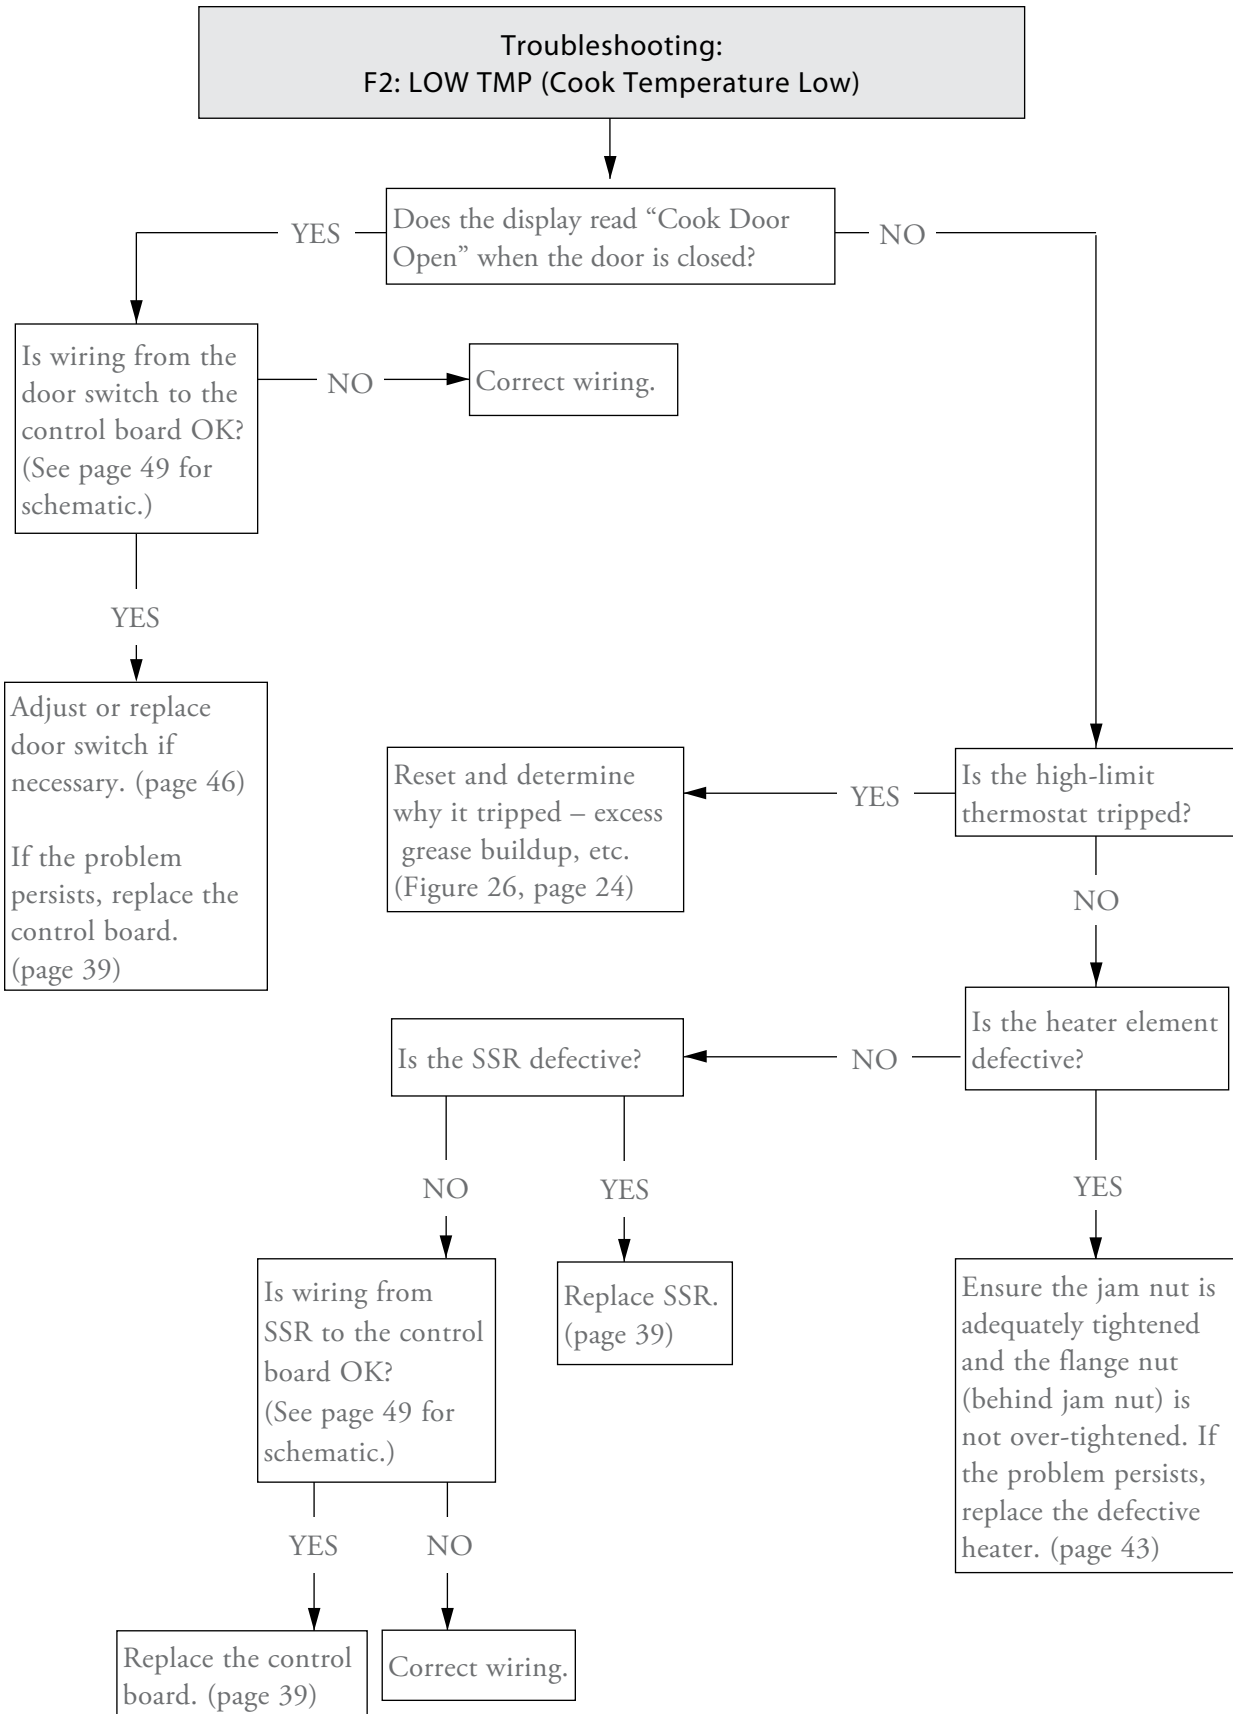 Troubleshooting:
F2: LOW TMP (Cook Temperature Low)
Does the display read “Cook Door
Open” when the door is closed?
YES
NO
Is wiring from the
door switch to the
control board OK?
(See page 49 for
schematic.)
NO
Correct wiring.
YES
Adjust or replace
door switch if
necessary. (page 46)
If the problem
persists, replace the
control board.
(page 39)
Is the high-limit
thermostat tripped?
YES
Reset and determine
why it tripped – excess
grease buildup, etc.
(Figure 26, page 24)
NO
Is the heater element
defective?
NO
Is the SSR defective?
YES
Ensure the jam nut is
adequately tightened
and the flange nut
(behind jam nut) is
not over-tightened. If
the problem persists,
replace the defective
heater. (page 43)
NO
YES
Is wiring from
SSR to the control
board OK?
(See page 49 for
schematic.)
Replace SSR.
(page 39)
YES
NO
Replace the control
board. (page 39)
Correct wiring.